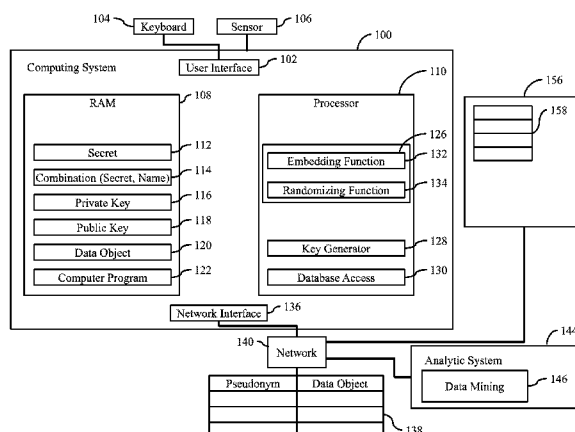 104
Keyboard
Sensor
106
100
Computing System
User Interface
102
RAM
108
Processor
110
126
Secret
112
Embedding Function
132
Combination (Secret, Name)
114
Randomizing Function
134
Private Key
116
Public Key
118
Data Object
120
Key Generator
128
Computer Program
122
Database Access
130
Network Interface
136
156
158
140
Network
144
Analytic System
Data Mining
146
Pseudonym
Data Object
138